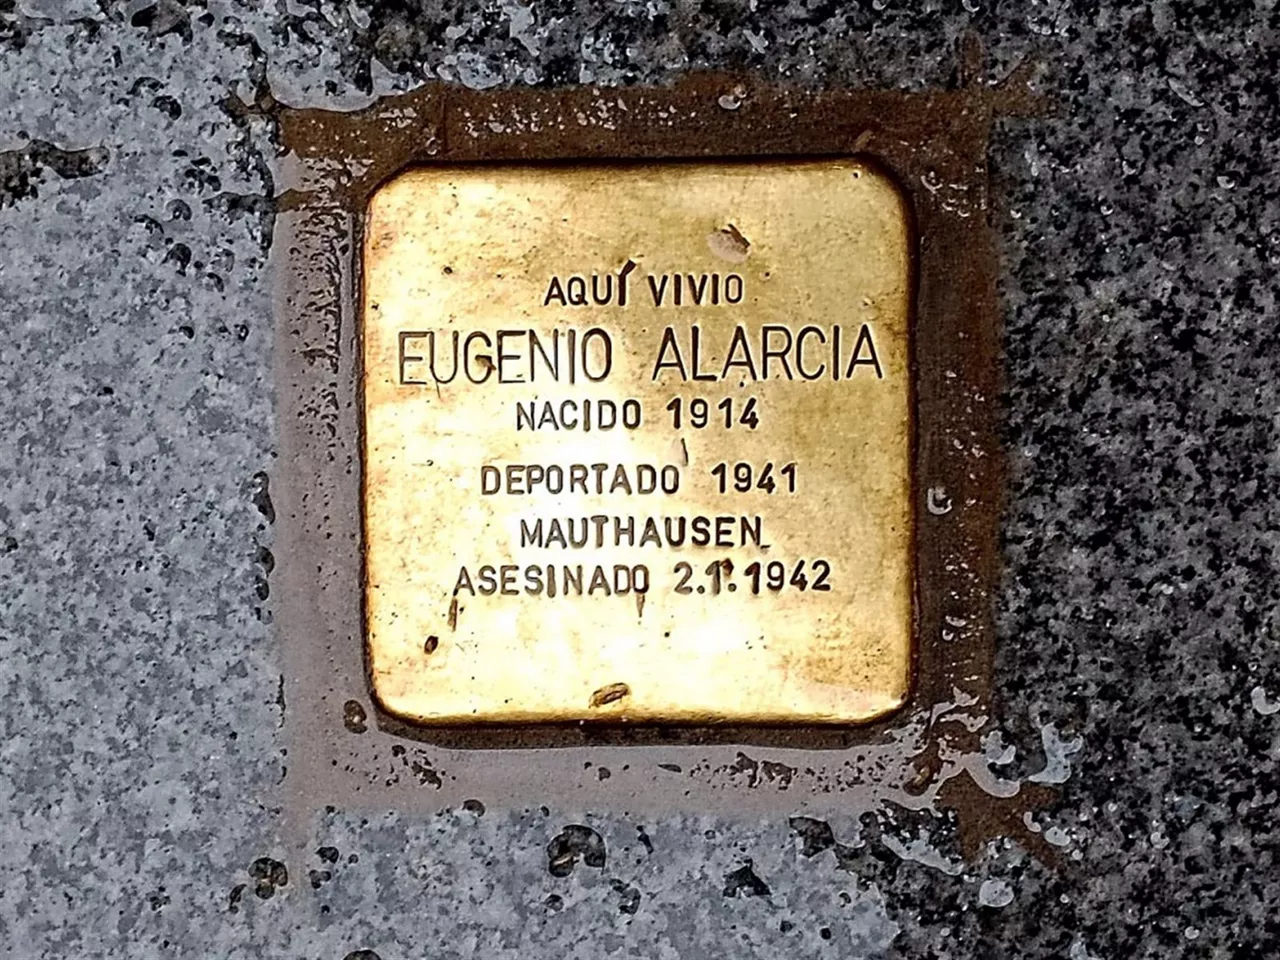 AQUÍ VIVIO
EUGENIO ALARCIA
NACIDO 1914
DEPORTADO 1941
MAUTHAUSEN
ASESINADO 2.1.1942